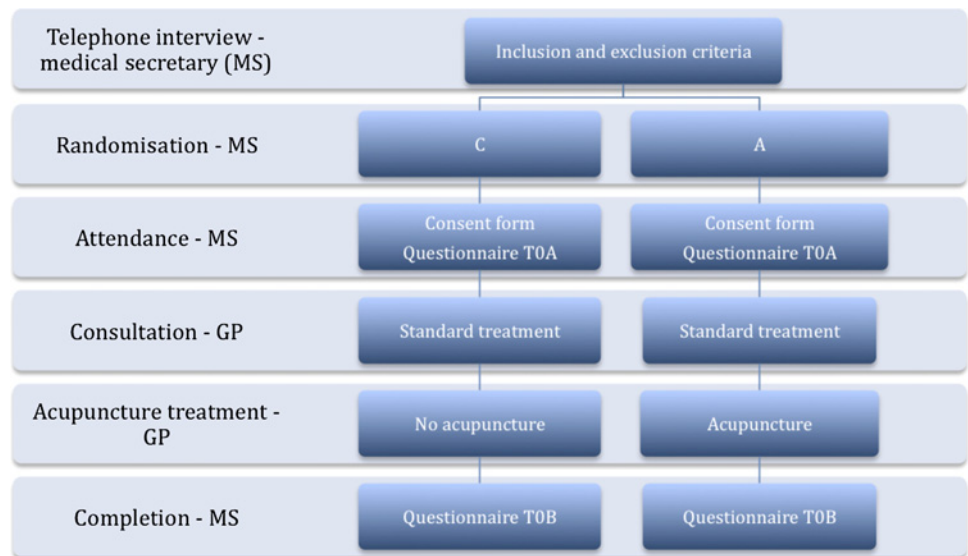 Telephone interview -
medical secretary (MS)
Inclusion and exclusion criteria
Randomisation - MS
C
A
Attendance - MS
Consent form
Questionnaire T0A
Consent form
Questionnaire T0A
Consultation - GP
Standard treatment
Standard treatment
Acupuncture treatment -
GP
No acupuncture
Acupuncture
Completion - MS
Questionnaire T0B
Questionnaire T0B